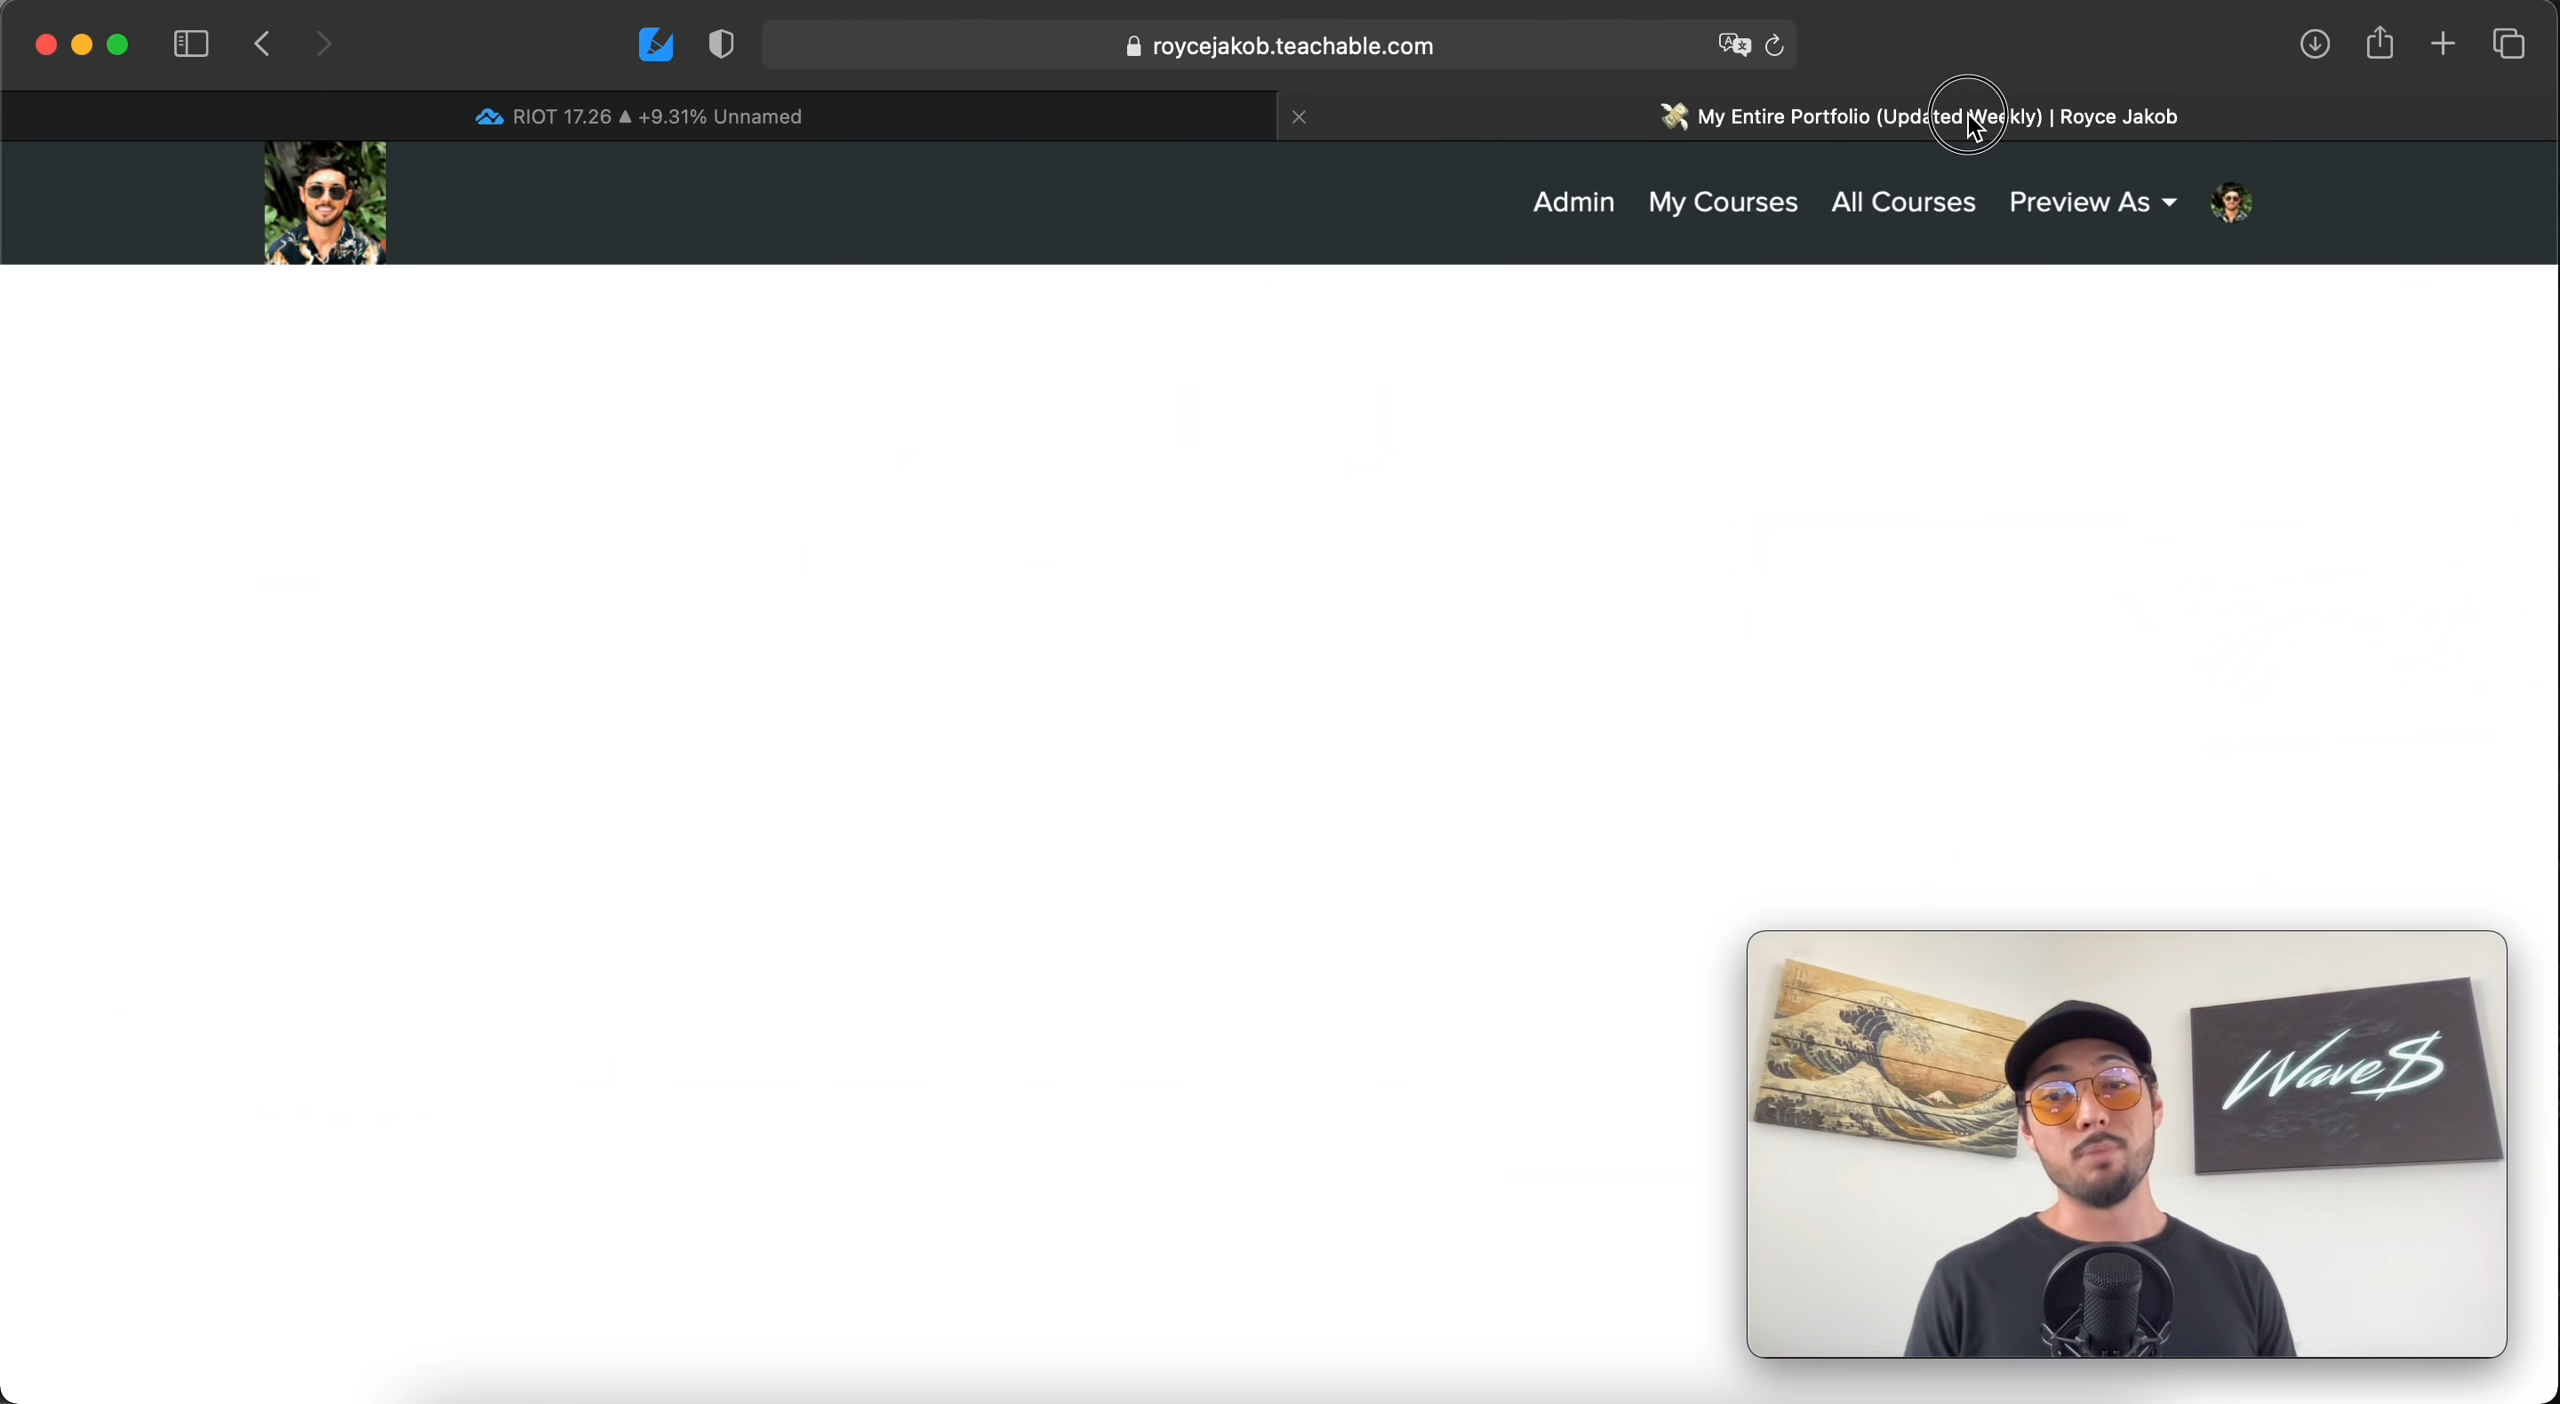 roycejakob.teachable.com
RIOT 17.26 ▲ +9.31% Unnamed
My Entire Portfolio (Updated Weekly) | Royce Jakob
Admin My Courses All Courses Preview As
Wave$